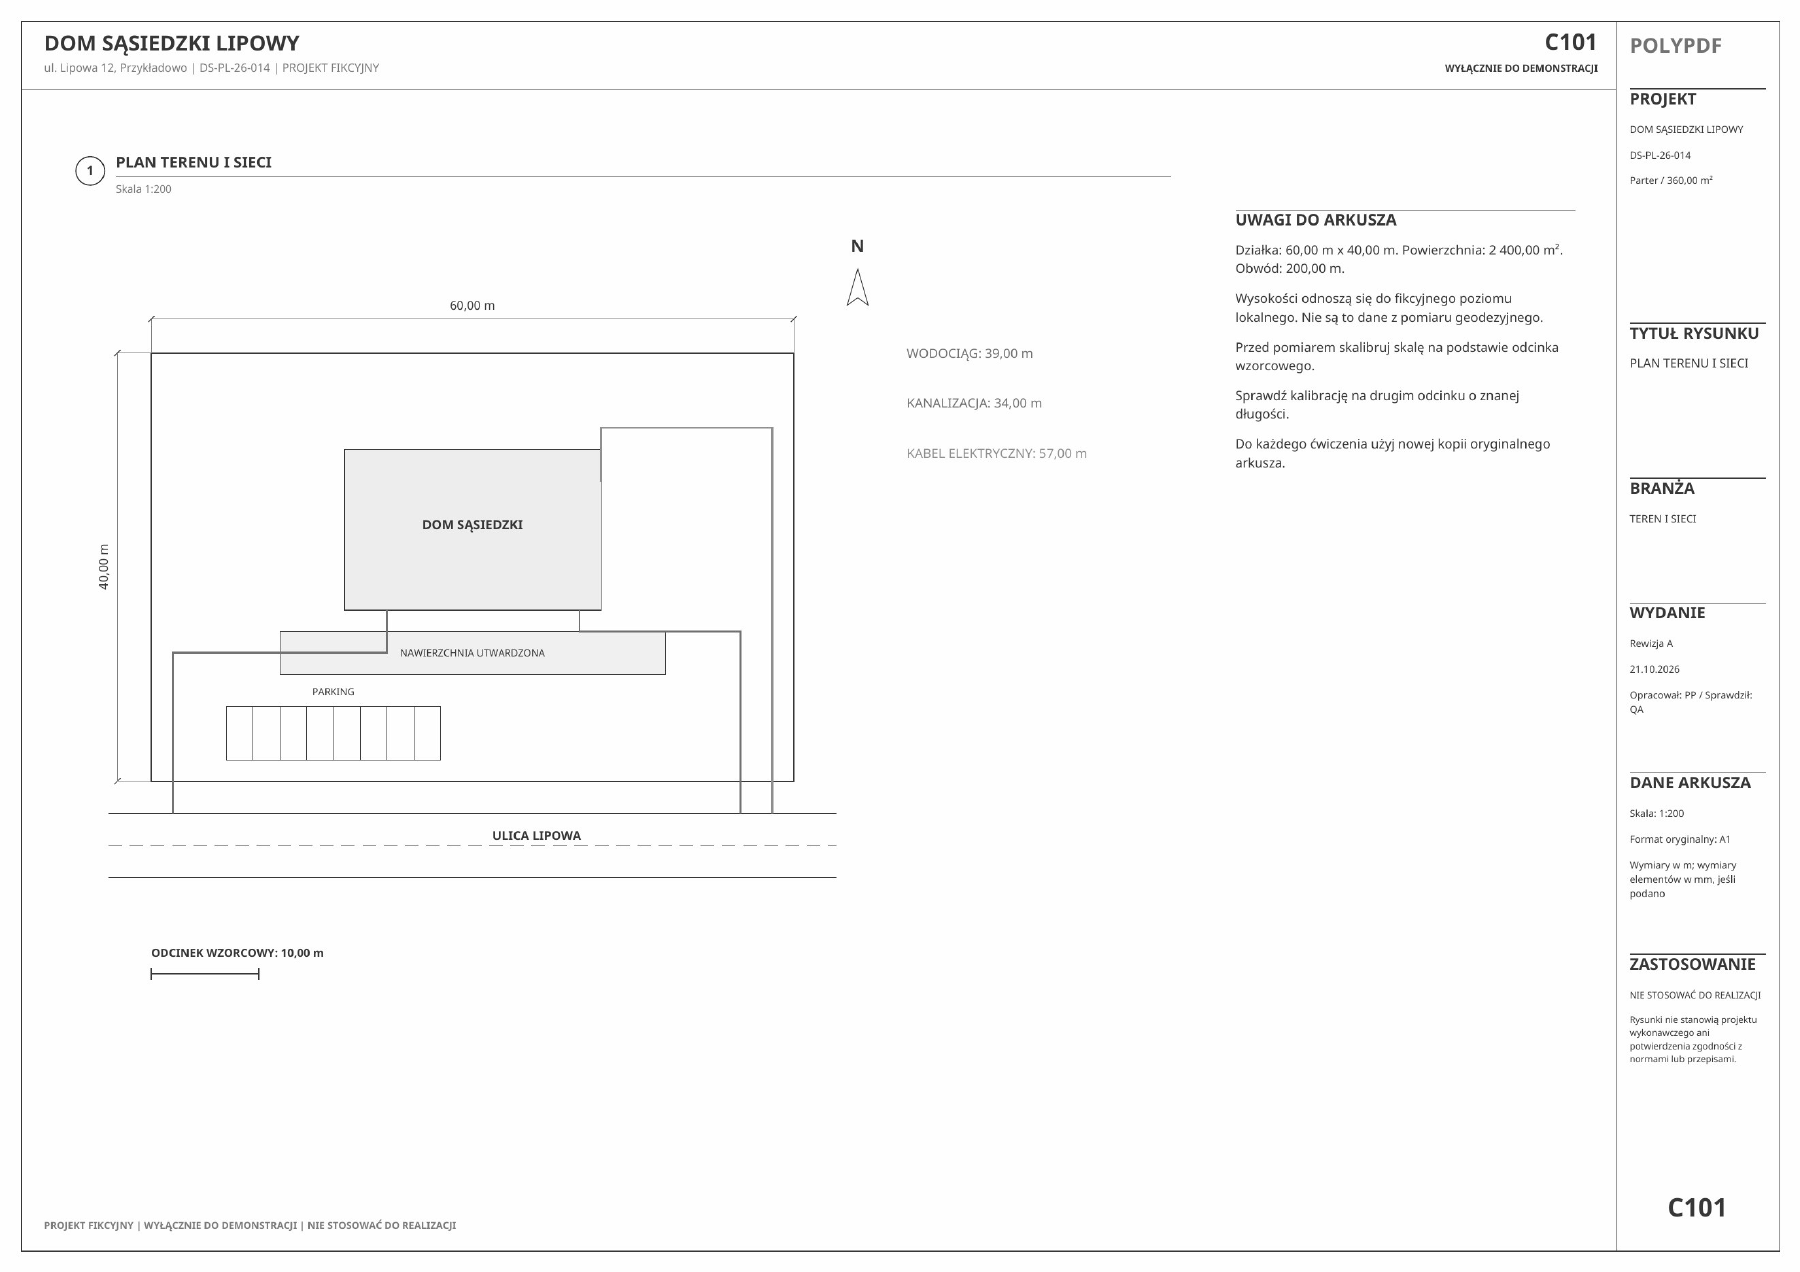 DOM SĄSIEDZKI LIPOWY
ul. Lipowa 12, Przykładowo | DS-PL-26-014 | PROJEKT FIKCYJNY
C101
WYŁĄCZNIE DO DEMONSTRACJI
1
PLAN TERENU I SIECI
Skala 1:200
N
60,00 m
40,00 m
WODOCIĄG: 39,00 m
KANALIZACJA: 34,00 m
KABEL ELEKTRYCZNY: 57,00 m
DOM SĄSIEDZKI
NAWIERZCHNIA UTWARDZONA
PARKING
ULICA LIPOWA
ODCINEK WZORCOWY: 10,00 m
UWAGI DO ARKUSZA
Działka: 60,00 m x 40,00 m. Powierzchnia: 2 400,00 m².
Obwód: 200,00 m.
Wysokości odnoszą się do fikcyjnego poziomu
lokalnego. Nie są to dane z pomiaru geodezyjnego.
Przed pomiarem skalibruj skalę na podstawie odcinka
wzorcowego.
Sprawdź kalibrację na drugim odcinku o znanej
długości.
Do każdego ćwiczenia użyj nowej kopii oryginalnego
arkusza.
POLYPDF
PROJEKT
DOM SĄSIEDZKI LIPOWY
DS-PL-26-014
Parter / 360,00 m²
TYTUŁ RYSUNKU
PLAN TERENU I SIECI
BRANŻA
TEREN I SIECI
WYDANIE
Rewizja A
21.10.2026
Opracował: PP / Sprawdził:
QA
DANE ARKUSZA
Skala: 1:200
Format oryginalny: A1
Wymiary w m; wymiary
elementów w mm, jeśli
podano
ZASTOSOWANIE
NIE STOSOWAĆ DO REALIZACJI
Rysunki nie stanowią projektu
wykonawczego ani
potwierdzenia zgodności z
normami lub przepisami.
C101
PROJEKT FIKCYJNY | WYŁĄCZNIE DO DEMONSTRACJI | NIE STOSOWAĆ DO REALIZACJI